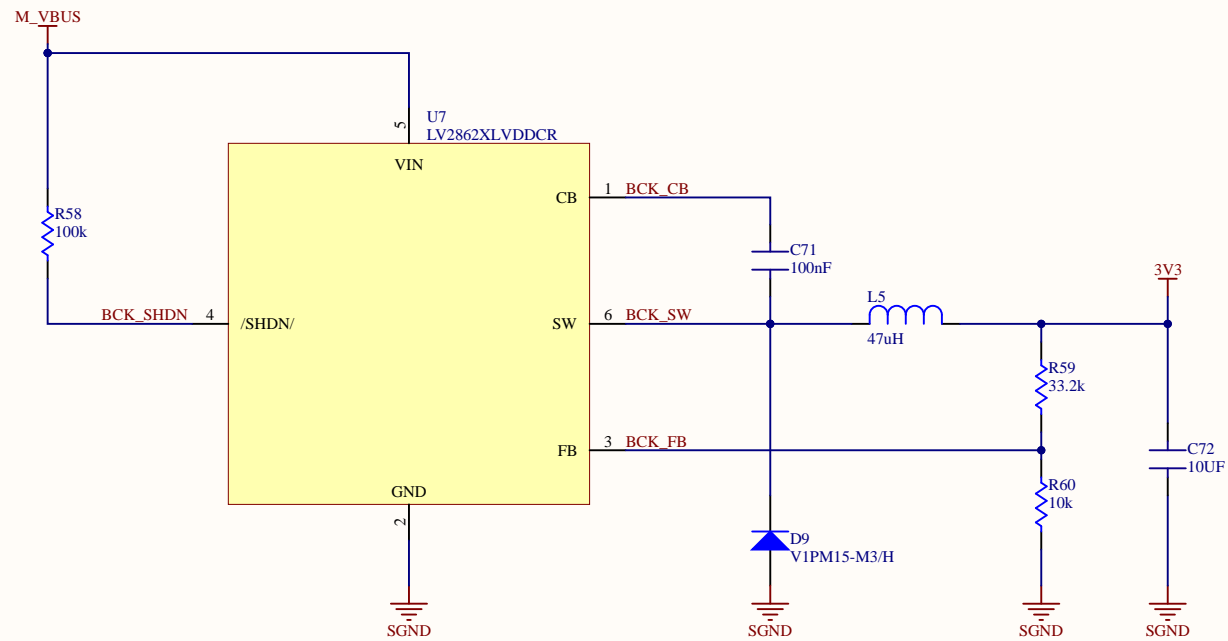 M_VBUS
U7
LV2862XLVDDCR
5
VIN
CB
1
BCK_CB
R58
100k
C71
100nF
3V3
L5
BCK_SHDN
4
/SHDN/
SW
6
BCK_SW
47uH
R59
33.2k
FB
3
BCK_FB
C72
10UF
GND
2
R60
10k
D9
V1PM15-M3/H
SGND
SGND
SGND
SGND